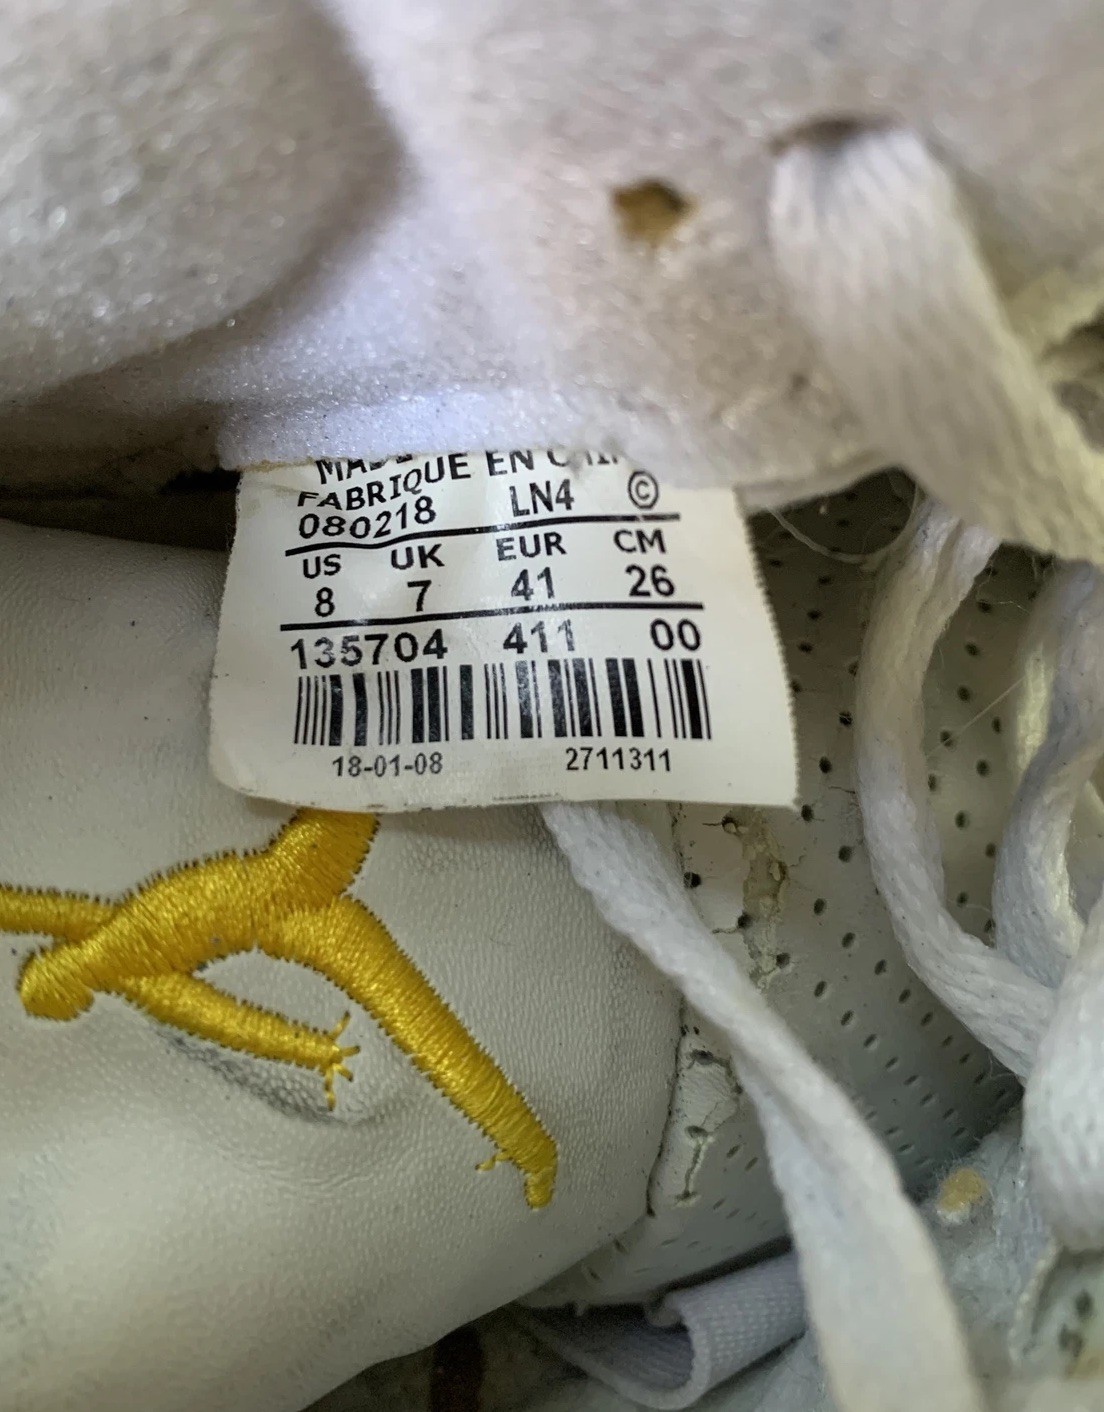 FABRIQUE EN
080218 LN4 ©
US UK EUR CM
8 7 41 26
135704 411 00
18-01-08 2711311